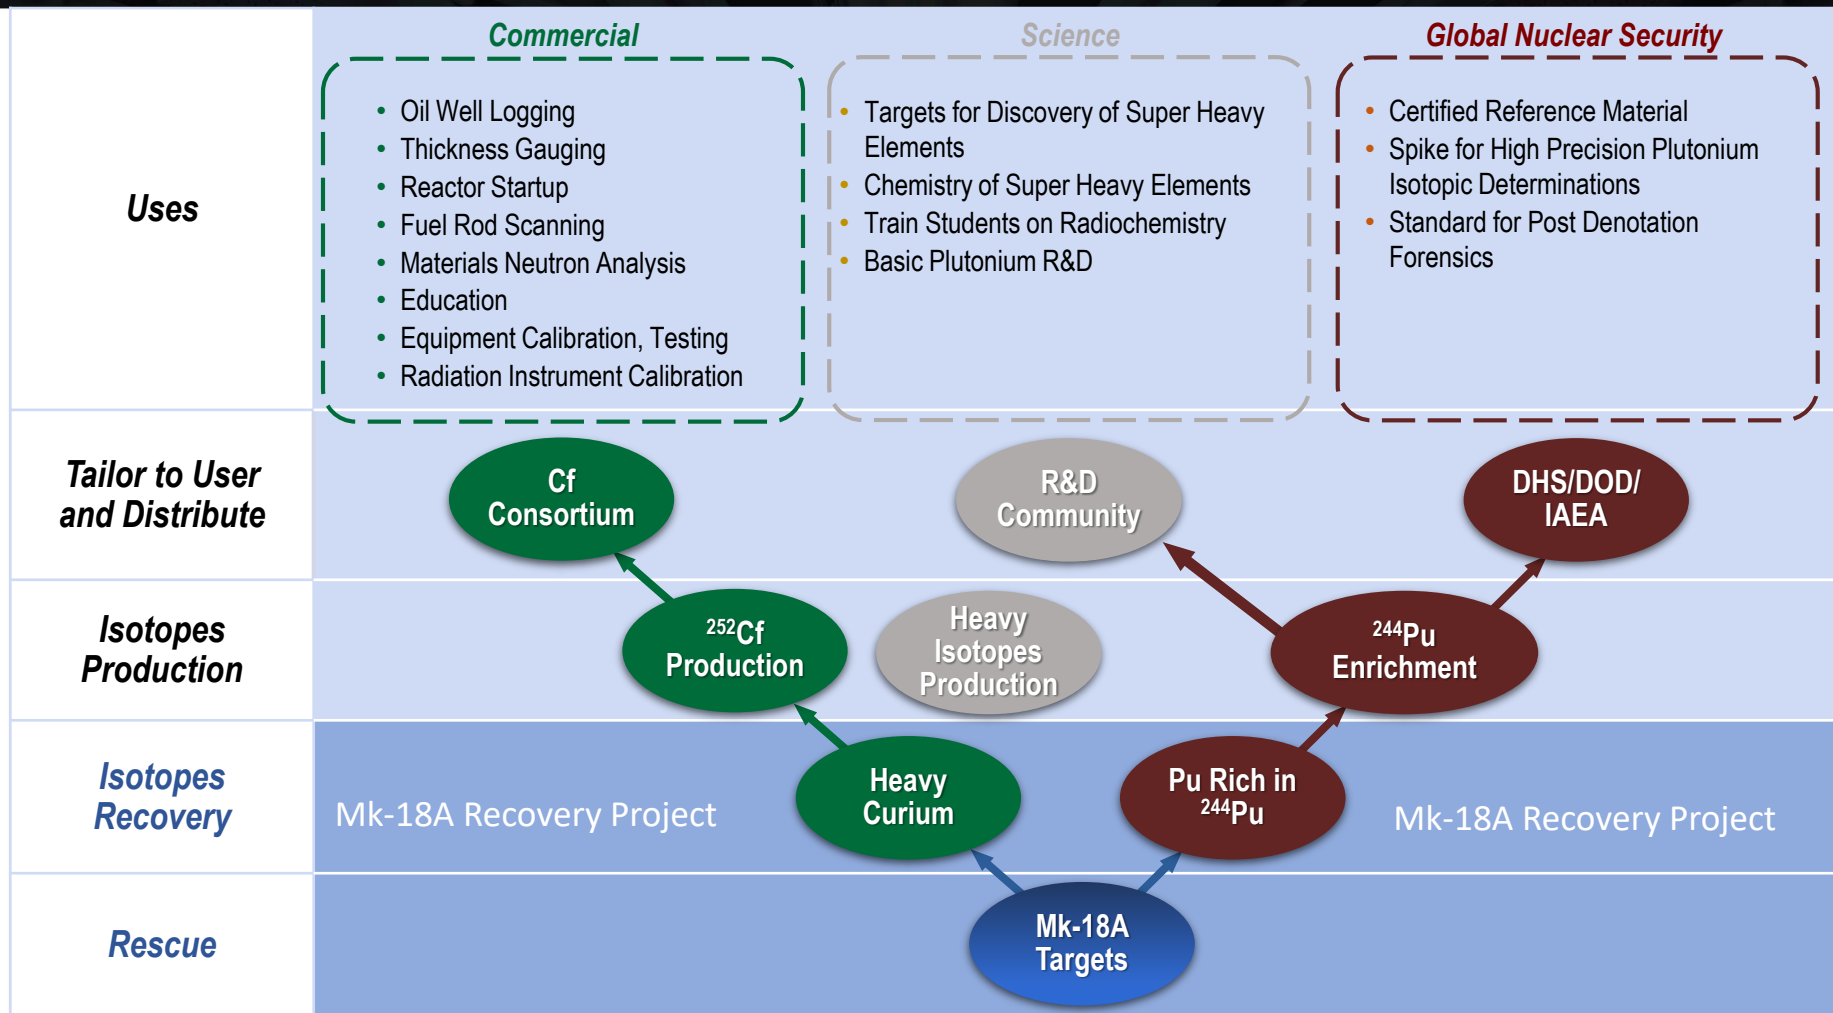 Commercial
Science
Global Nuclear Security
Uses
• Oil Well Logging
• Thickness Gauging
• Reactor Startup
• Fuel Rod Scanning
• Materials Neutron Analysis
• Education
• Equipment Calibration, Testing
• Radiation Instrument Calibration
• Targets for Discovery of Super Heavy
Elements
• Chemistry of Super Heavy Elements
• Train Students on Radiochemistry
• Basic Plutonium R&D
• Certified Reference Material
• Spike for High Precision Plutonium
Isotopic Determinations
• Standard for Post Denotation
Forensics
Tailor to User
and Distribute
Cf
Consortium
R&D
Community
DHS/DOD/
IAEA
Isotopes
Production
²⁵²Cf
Production
Heavy
Isotopes
Production
²⁴⁴Pu
Enrichment
Isotopes
Recovery
Mk-18A Recovery Project
Heavy
Curium
Pu Rich in
²⁴⁴Pu
Mk-18A Recovery Project
Rescue
Mk-18A
Targets